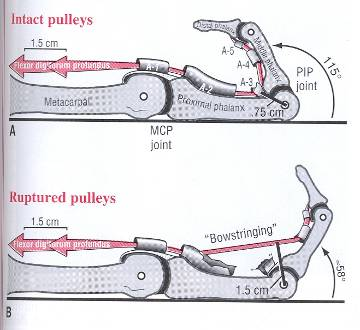 Intact pulleys
1.5 cm
Flexor digitorum profundus
A-1
A-2
A-3
A-4
A-5
Distal phalanx
Middle phalanx
115°
PIP
joint
Metacarpal
Proximal phalanx
.75 cm
A
MCP
joint
Ruptured pulleys
1.5 cm
Flexor digitorum profundus
"Bowstringing"
1.5 cm
≈58°
B